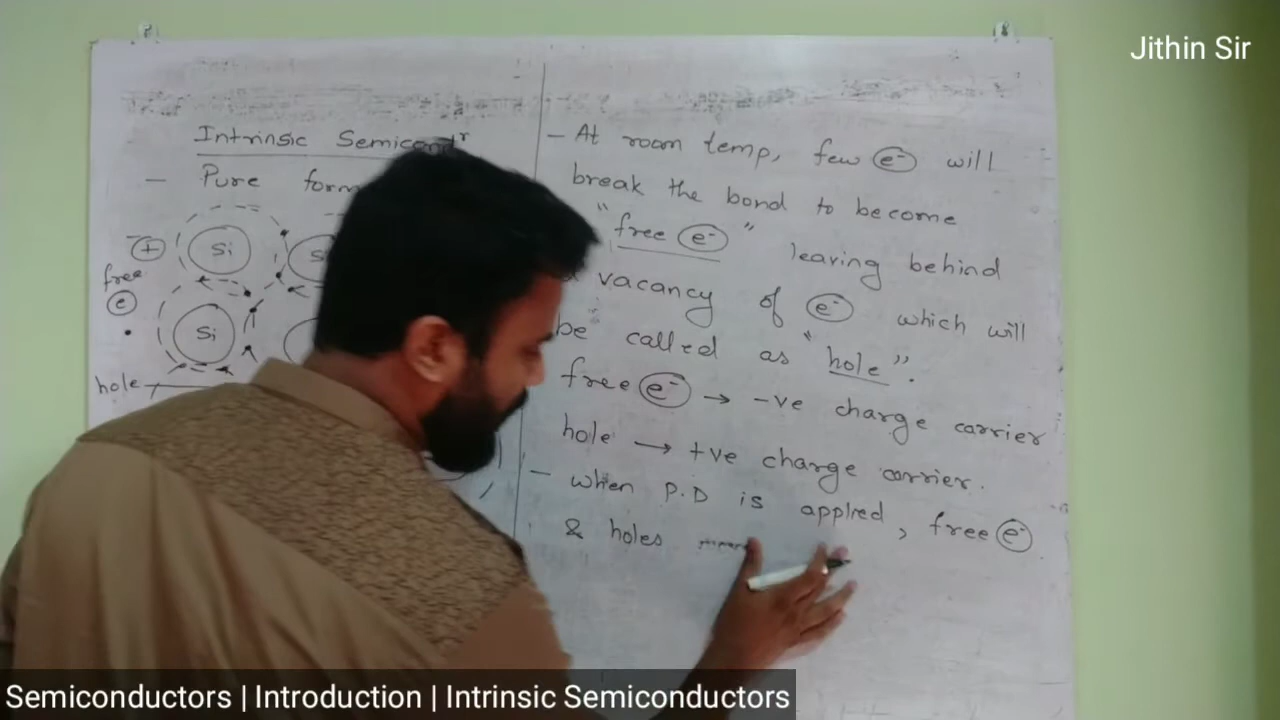 Jithin Sir
Intrinsic Semicondr
- Pure form
+
Si
S
free
e
Si
hole
- At room temp, few e- will
break the bond to become
"free e-" leaving behind
vacancy of e- which will
be called as "hole".
free e- → -ve charge carrier
hole → +ve charge carrier.
- when P.D is applied, free e-
& holes
Semiconductors | Introduction | Intrinsic Semiconductors